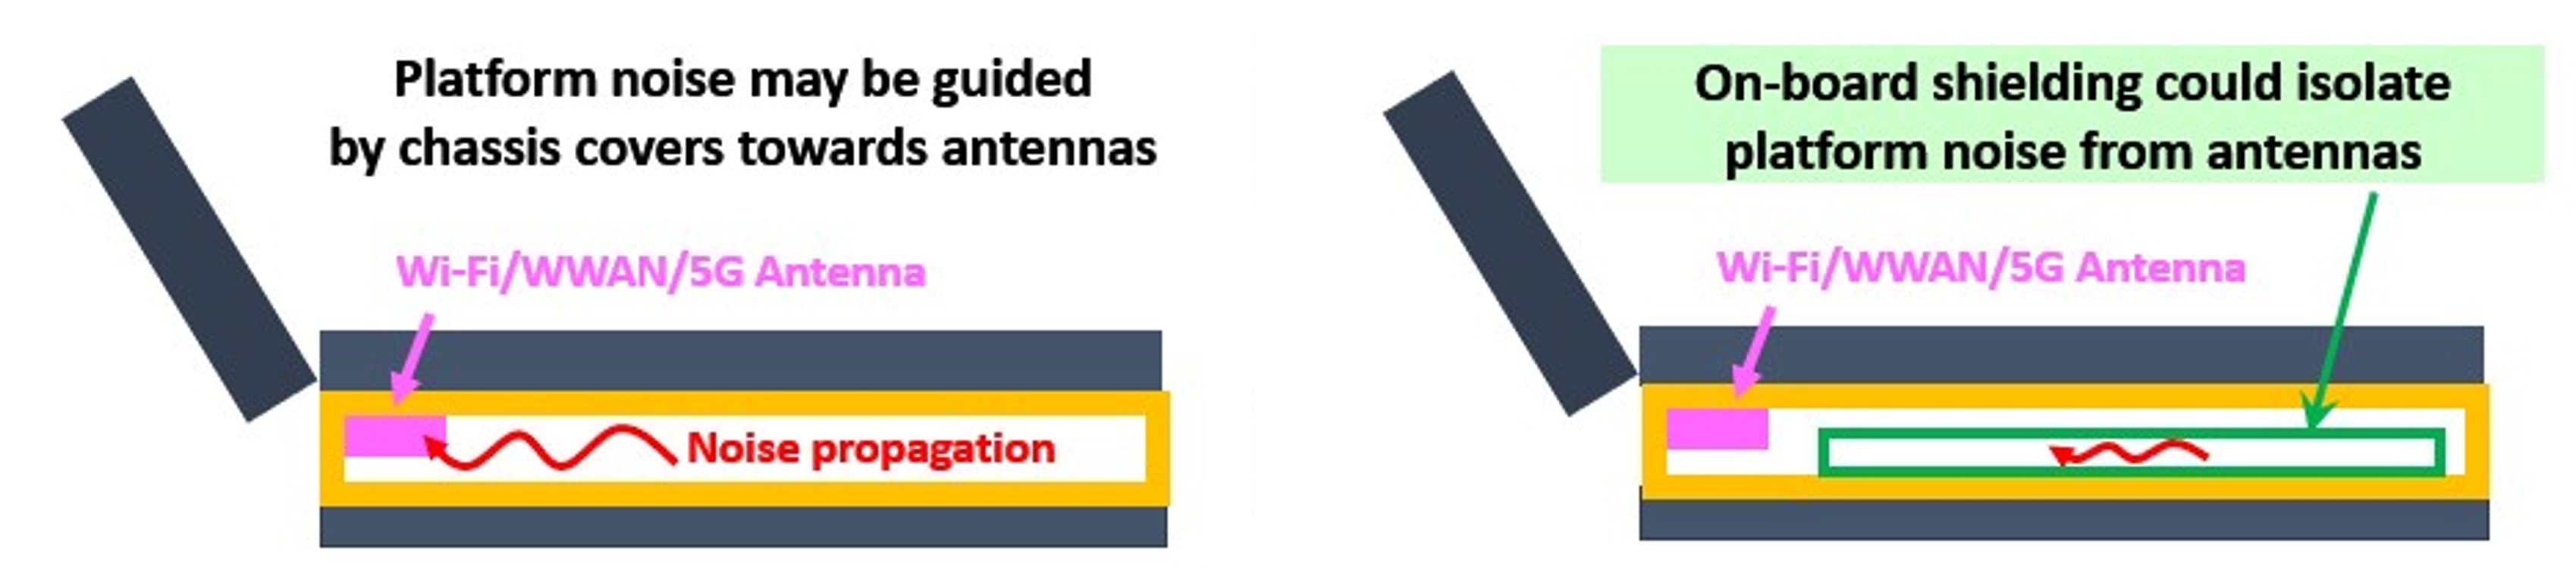 Platform noise may be guided
by chassis covers towards antennas
Wi-Fi/WWAN/5G Antenna
Noise propagation
On-board shielding could isolate
platform noise from antennas
Wi-Fi/WWAN/5G Antenna